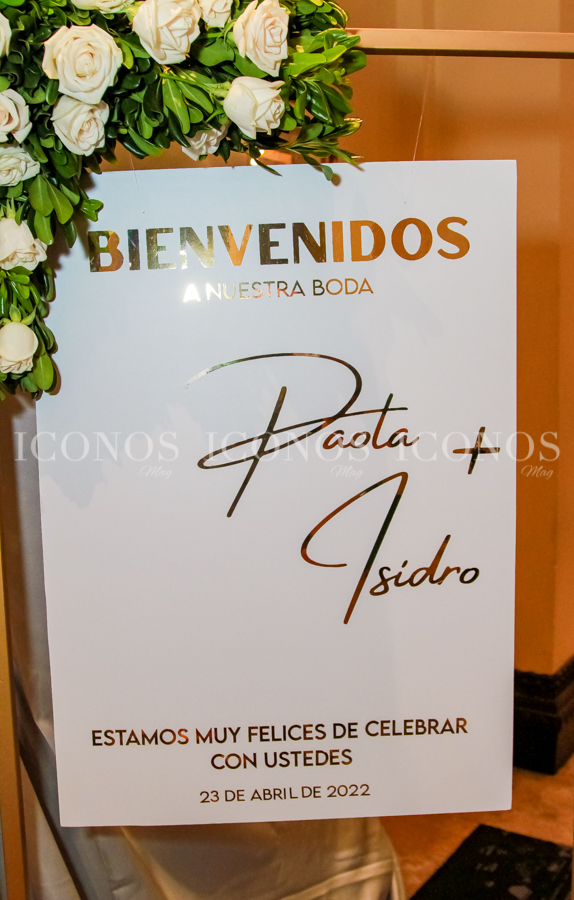 BIENVENIDOS
A NUESTRA BODA
Paola +
ICONOS Mag ICONOS Mag ICONOS Mag
Isidro
ESTAMOS MUY FELICES DE CELEBRAR
CON USTEDES
23 DE ABRIL DE 2022